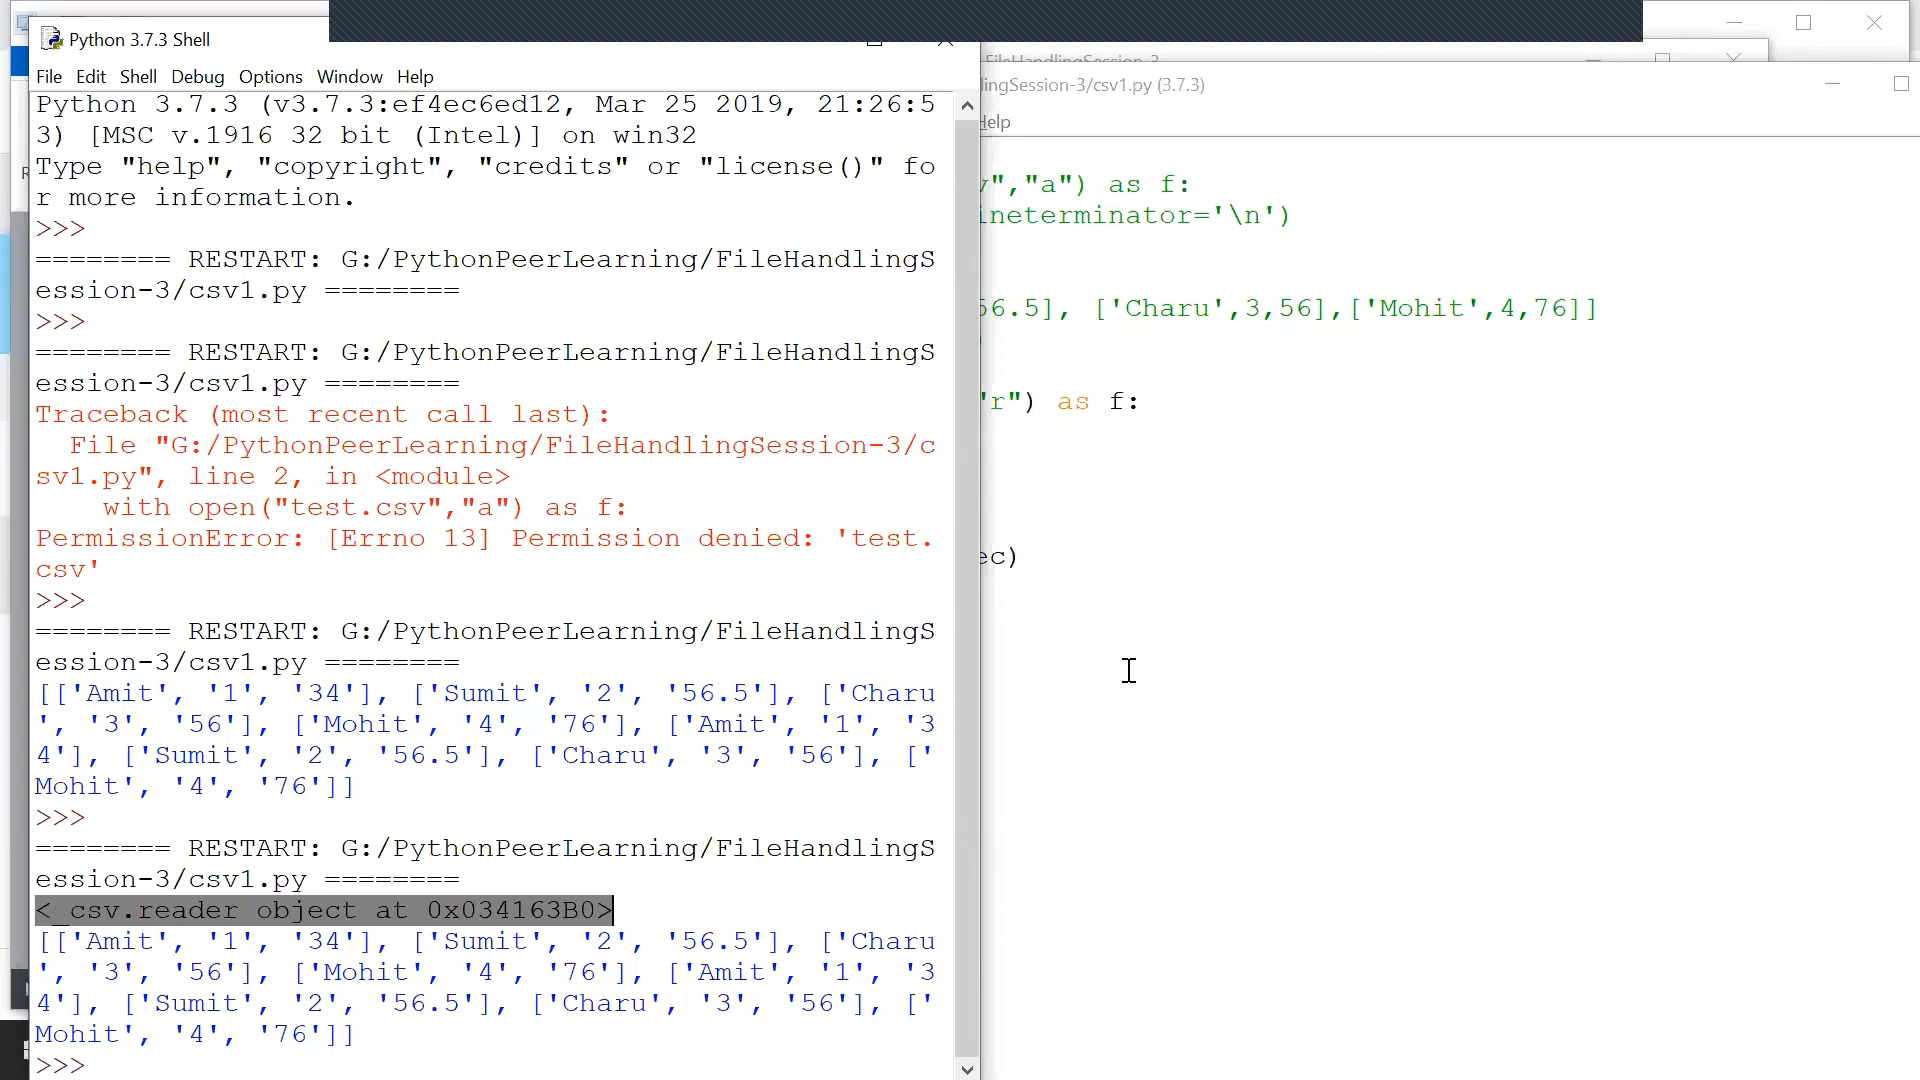 Python 3.7.3 Shell
File Edit Shell Debug Options Window Help
Python 3.7.3 (v3.7.3:ef4ec6ed12, Mar 25 2019, 21:26:5
3) [MSC v.1916 32 bit (Intel)] on win32
Type "help", "copyright", "credits" or "license()" fo
r more information.
>>>
======== RESTART: G:/PythonPeerLearning/FileHandlingS
ession-3/csv1.py ========
>>>
======== RESTART: G:/PythonPeerLearning/FileHandlingS
ession-3/csv1.py ========
Traceback (most recent call last):
  File "G:/PythonPeerLearning/FileHandlingSession-3/c
sv1.py", line 2, in <module>
    with open("test.csv","a") as f:
PermissionError: [Errno 13] Permission denied: 'test.
csv'
>>>
======== RESTART: G:/PythonPeerLearning/FileHandlingS
ession-3/csv1.py ========
[['Amit', '1', '34'], ['Sumit', '2', '56.5'], ['Charu
', '3', '56'], ['Mohit', '4', '76'], ['Amit', '1', '3
4'], ['Sumit', '2', '56.5'], ['Charu', '3', '56'], ['
Mohit', '4', '76']]
>>>
======== RESTART: G:/PythonPeerLearning/FileHandlingS
ession-3/csv1.py ========
<_csv.reader object at 0x034163B0>
[['Amit', '1', '34'], ['Sumit', '2', '56.5'], ['Charu
', '3', '56'], ['Mohit', '4', '76'], ['Amit', '1', '3
4'], ['Sumit', '2', '56.5'], ['Charu', '3', '56'], ['
Mohit', '4', '76']]
>>>
FileHandlingSession-3
lingSession-3/csv1.py (3.7.3)
Help
v","a") as f:
ineterminator='\n')
56.5], ['Charu',3,56],['Mohit',4,76]]
"r") as f:
ec)